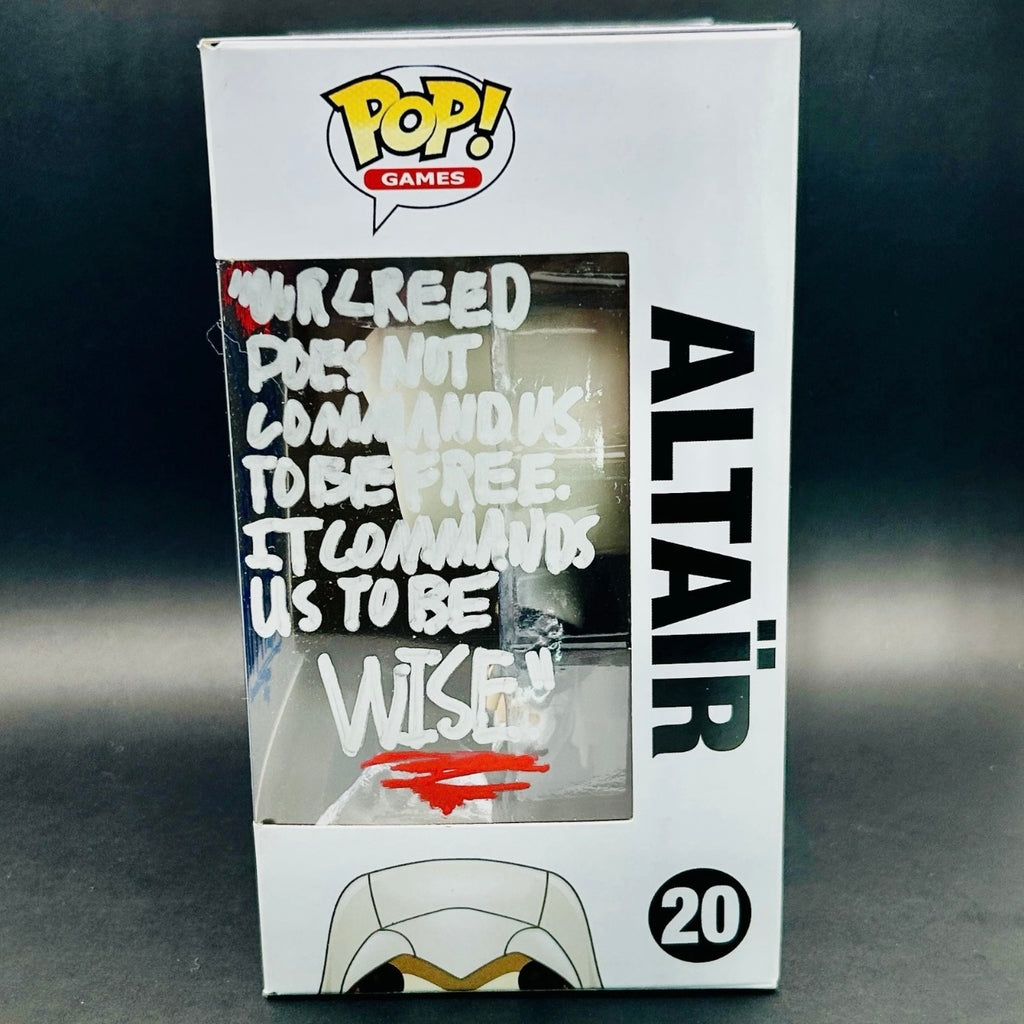 POP!
GAMES
"OUR CREED
DOES NOT
COMMAND US
TO BE FREE.
IT COMMANDS
US TO BE
WISE."
ALTAÏR
20